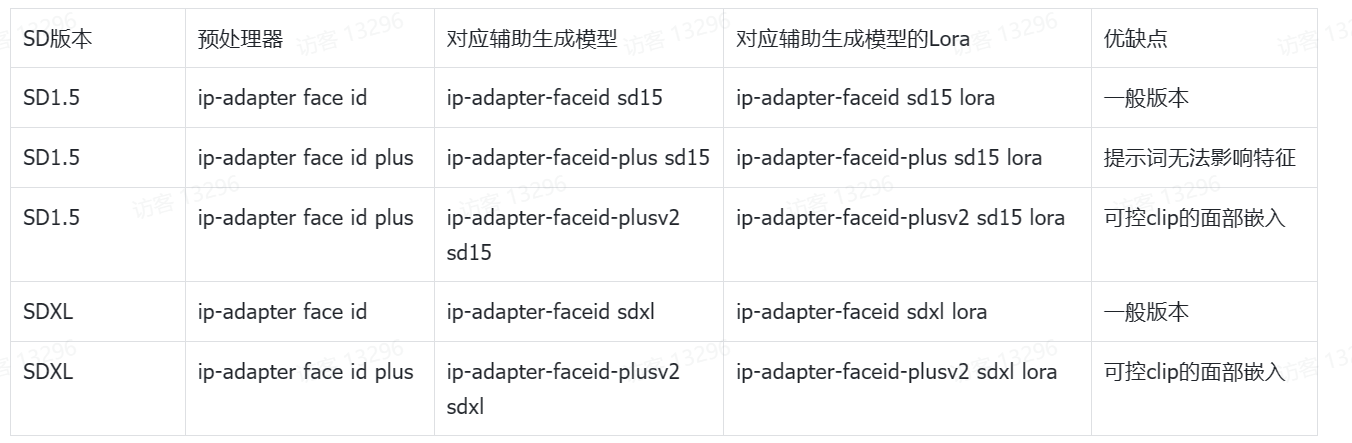 SD版本 预处理器 对应辅助生成模型 对应辅助生成模型的Lora 优缺点
SD1.5 ip-adapter face id ip-adapter-faceid sd15 ip-adapter-faceid sd15 lora 一般版本
SD1.5 ip-adapter face id plus ip-adapter-faceid-plus sd15 ip-adapter-faceid-plus sd15 lora 提示词无法影响特征
SD1.5 ip-adapter face id plus ip-adapter-faceid-plusv2 ip-adapter-faceid-plusv2 sd15 lora 可控clip的面部嵌入
sd15
SDXL ip-adapter face id ip-adapter-faceid sdxl ip-adapter-faceid sdxl lora 一般版本
SDXL ip-adapter face id plus ip-adapter-faceid-plusv2 ip-adapter-faceid-plusv2 sdxl lora 可控clip的面部嵌入
sdxl
访客 13296